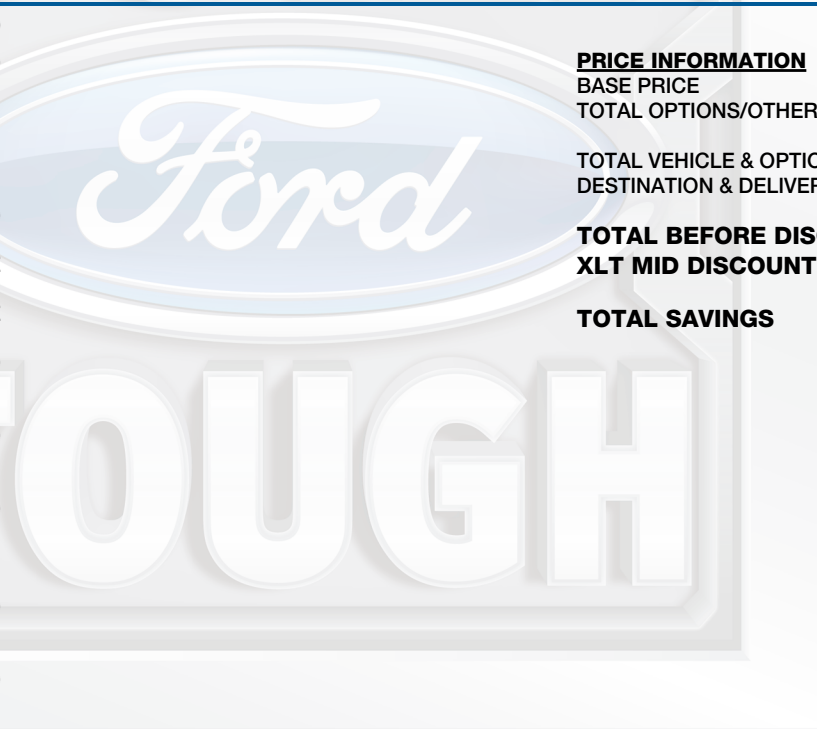 Ford
TOUGH
PRICE INFORMATION
BASE PRICE
TOTAL OPTIONS/OTHER
TOTAL VEHICLE & OPTIO
DESTINATION & DELIVER
TOTAL BEFORE DISC
XLT MID DISCOUNT
TOTAL SAVINGS